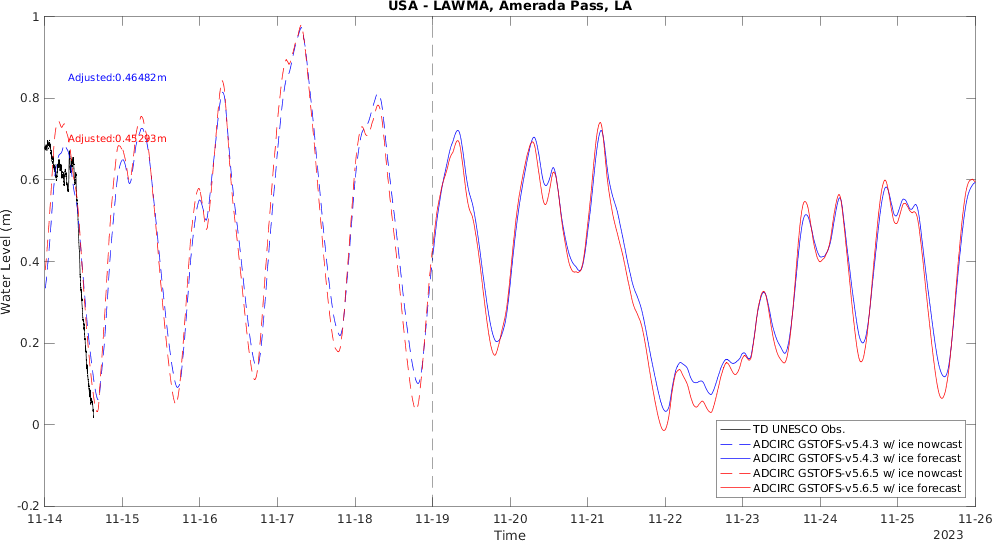 USA - LAWMA, Amerada Pass, LA
1
0.8
0.6
0.4
0.2
0
-0.2
Water Level (m)
Adjusted:0.46482m
Adjusted:0.45293m
TD UNESCO Obs.
ADCIRC GSTOFS-v5.4.3 w/ ice nowcast
ADCIRC GSTOFS-v5.4.3 w/ ice forecast
ADCIRC GSTOFS-v5.6.5 w/ ice nowcast
ADCIRC GSTOFS-v5.6.5 w/ ice forecast
11-14 11-15 11-16 11-17 11-18 11-19 11-20 11-21 11-22 11-23 11-24 11-25 11-26
Time
2023